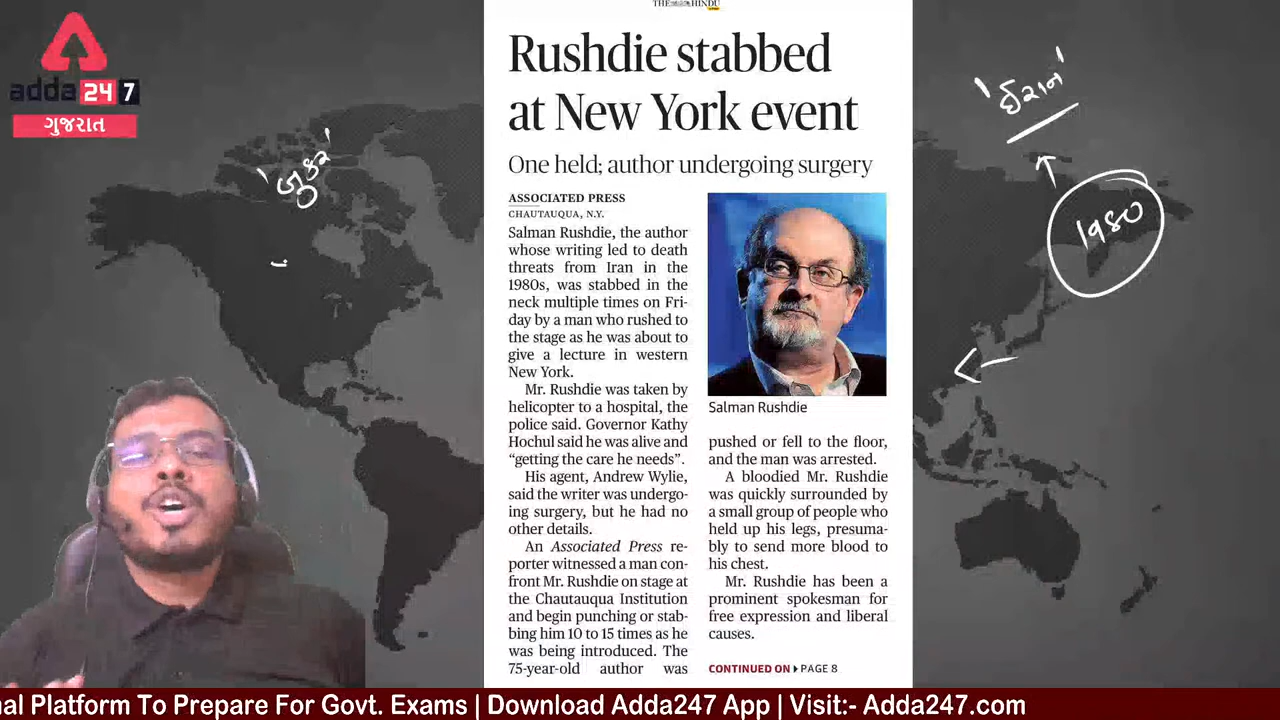 THE HINDU
adda 247
ગુજરાત
Rushdie stabbed
at New York event
One held; author undergoing surgery
ASSOCIATED PRESS
CHAUTAUQUA, N.Y.
Salman Rushdie, the author
whose writing led to death
threats from Iran in the
1980s, was stabbed in the
neck multiple times on Fri-
day by a man who rushed to
the stage as he was about to
give a lecture in western
New York.
Mr. Rushdie was taken by
helicopter to a hospital, the
police said. Governor Kathy
Hochul said he was alive and
“getting the care he needs”.
His agent, Andrew Wylie,
said the writer was undergo-
ing surgery, but he had no
other details.
An Associated Press re-
porter witnessed a man con-
front Mr. Rushdie on stage at
the Chautauqua Institution
and begin punching or stab-
bing him 10 to 15 times as he
was being introduced. The
75-year-old author was
Salman Rushdie
pushed or fell to the floor,
and the man was arrested.
A bloodied Mr. Rushdie
was quickly surrounded by
a small group of people who
held up his legs, presuma-
bly to send more blood to
his chest.
Mr. Rushdie has been a
prominent spokesman for
free expression and liberal
causes.
CONTINUED ON PAGE 8
'બુકર'
'ઈરાન'
1980
nal Platform To Prepare For Govt. Exams | Download Adda247 App | Visit:- Adda247.com